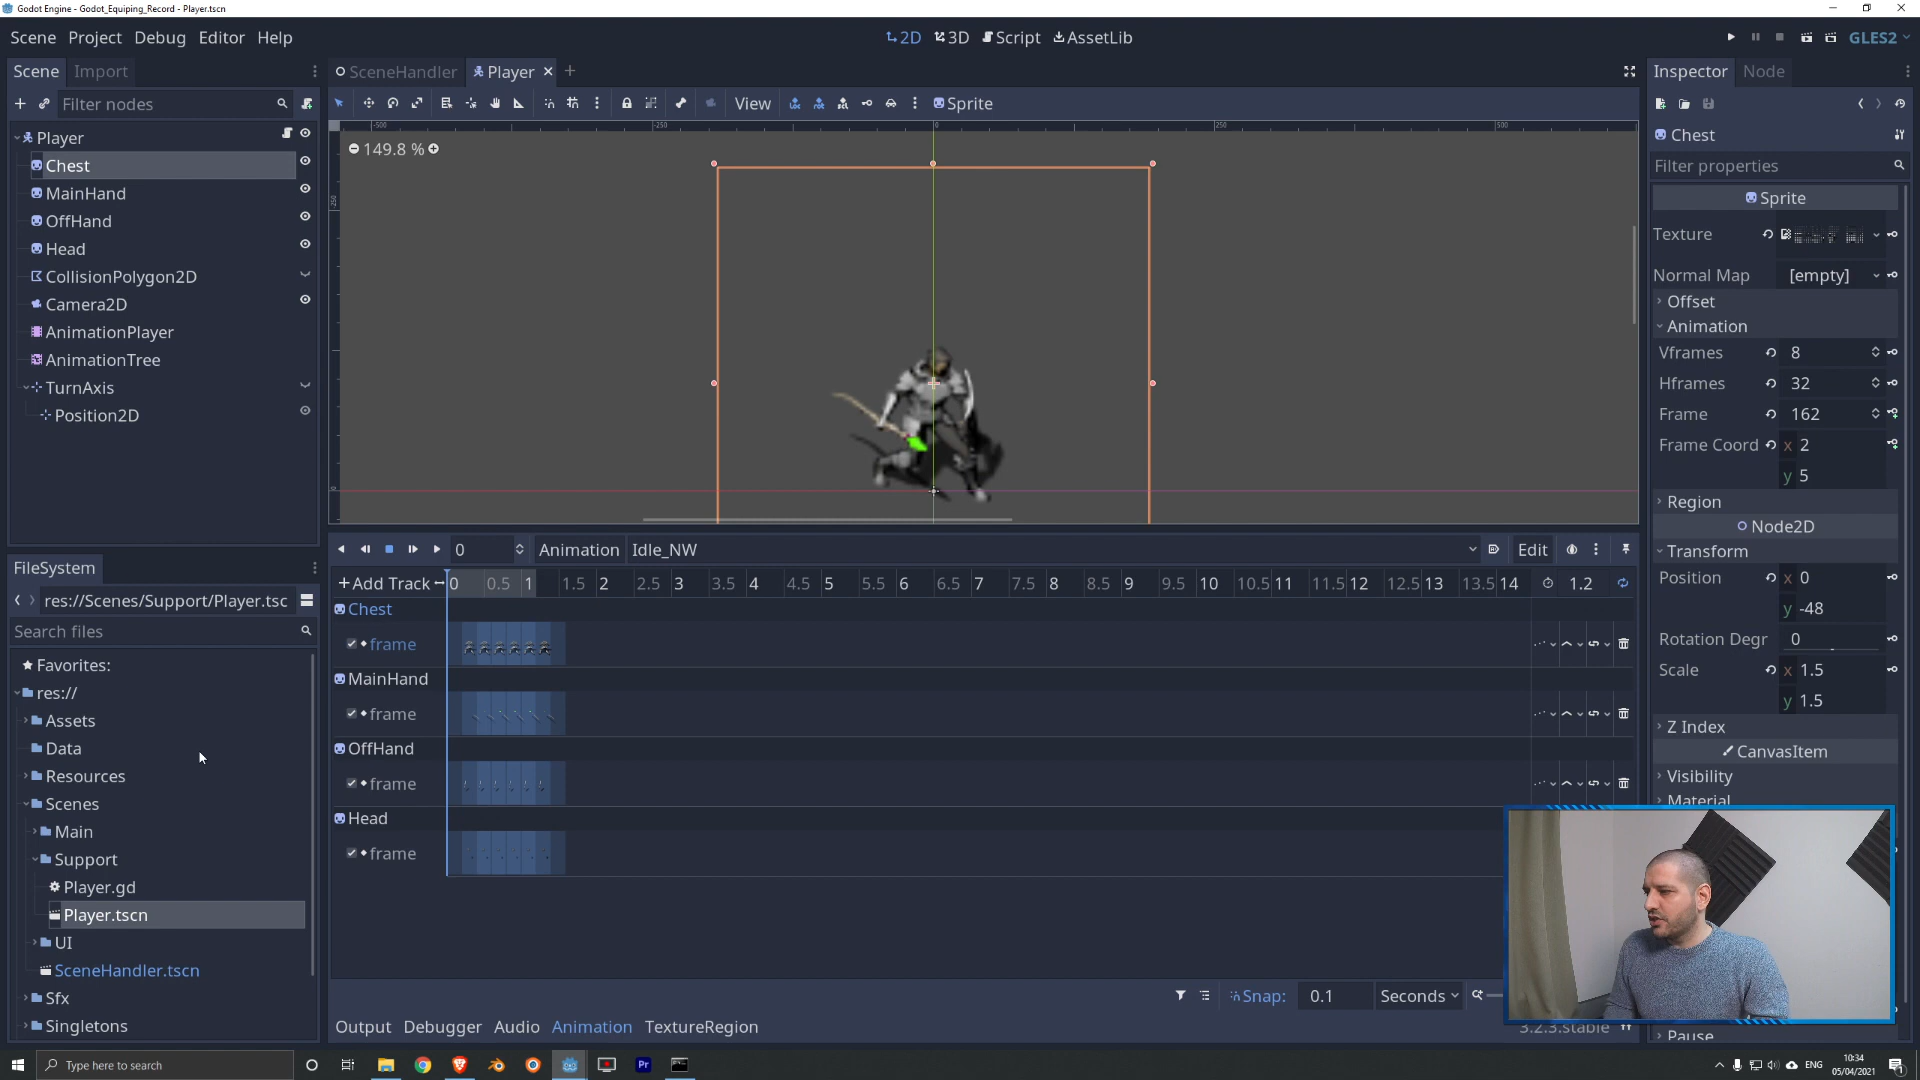 Godot Engine - Godot_Equiping_Record - Player.tscn
Scene Project Debug Editor Help
2D 3D Script AssetLib
GLES2
Scene Import
Filter nodes
Player
Chest
MainHand
OffHand
Head
CollisionPolygon2D
Camera2D
AnimationPlayer
AnimationTree
TurnAxis
Position2D
SceneHandler Player
View Sprite
-500 -250 0 250 500
149.8 %
250
0
Animation
0 Animation Idle_NW Edit
Add Track 0 0.5 1 1.5 2 2.5 3 3.5 4 4.5 5 5.5 6 6.5 7 7.5 8 8.5 9 9.5 10 10.5 11 11.5 12 12.5 13 13.5 14 1.2
Chest
frame
MainHand
frame
OffHand
frame
Head
frame
Snap: 0.1 Seconds
Output Debugger Audio Animation TextureRegion
3.2.3.stable
FileSystem
res://Scenes/Support/Player.tsc
Search files
Favorites:
res://
Assets
Data
Resources
Scenes
Main
Support
Player.gd
Player.tscn
UI
SceneHandler.tscn
Sfx
Singletons
Inspector Node
Chest
Filter properties
Sprite
Texture
Normal Map [empty]
Offset
Animation
Vframes 8
Hframes 32
Frame 162
Frame Coord x 2
y 5
Region
Node2D
Transform
Position x 0
y -48
Rotation Degr 0
Scale x 1.5
y 1.5
Z Index
CanvasItem
Visibility
Material
Pause
Type here to search
Pr
ENG
10:34
05/04/2021